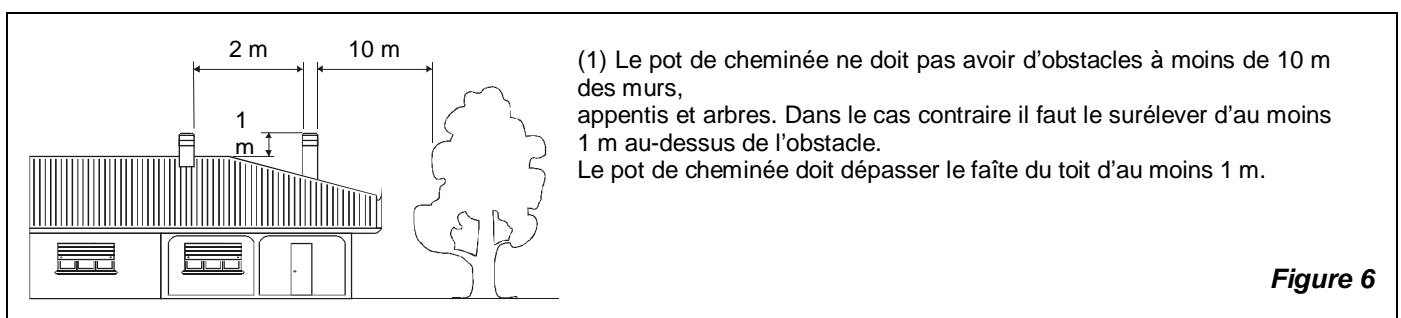 2 m 10 m
1
m
(1) Le pot de cheminée ne doit pas avoir d’obstacles à moins de 10 m
des murs,
appentis et arbres. Dans le cas contraire il faut le surélever d’au moins
1 m au-dessus de l’obstacle.
Le pot de cheminée doit dépasser le faîte du toit d’au moins 1 m.
Figure 6